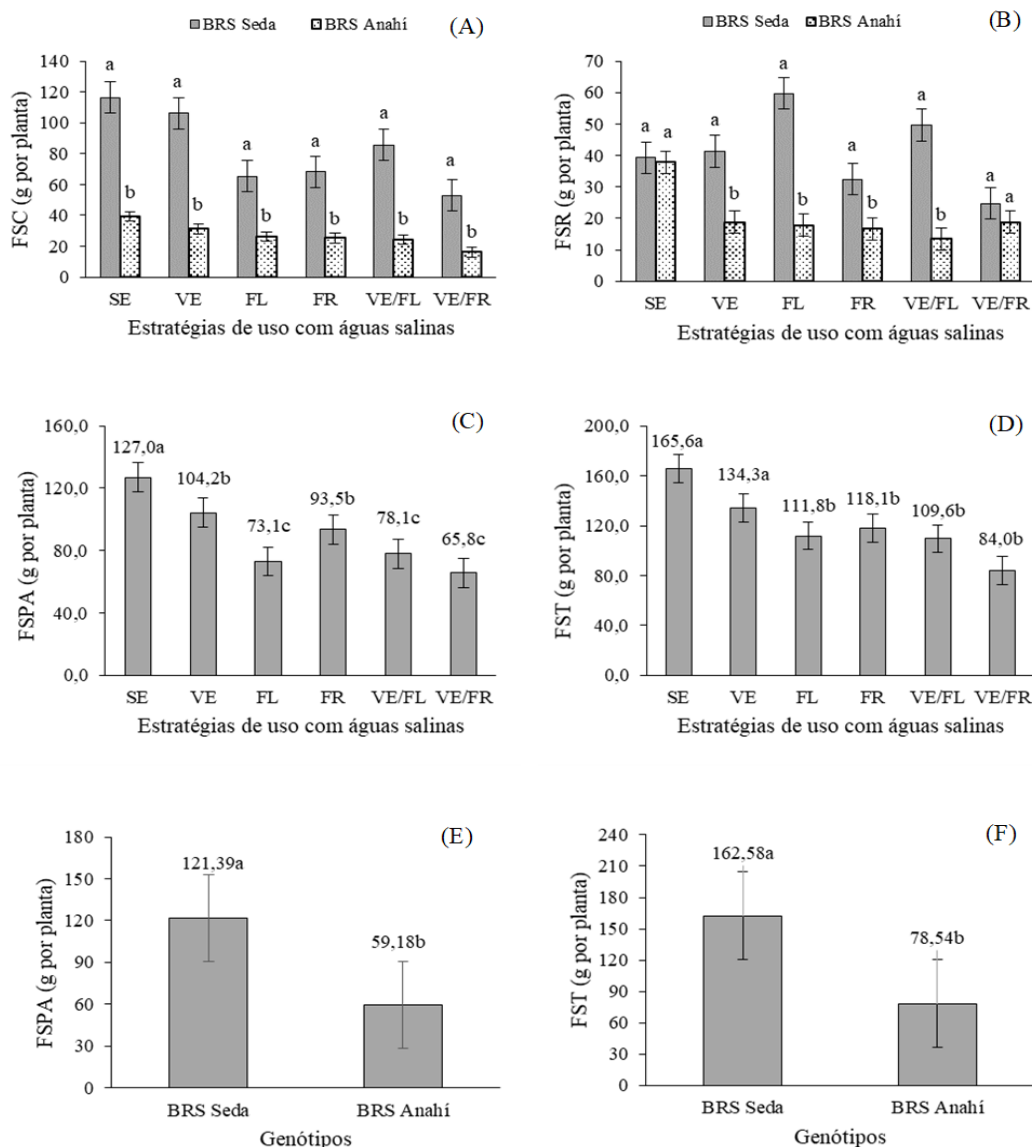 BRS Seda BRS Anahí (A)
FSC (g por planta)
140
120
100
80
60
40
20
0
a a a a a a
b b b b b b
SE VE FL FR VE/FL VE/FR
Estratégias de uso com águas salinas
BRS Seda BRS Anahí (B)
FSR (g por planta)
70
60
50
40
30
20
10
0
a a a b a b a b a b a a
SE VE FL FR VE/FL VE/FR
Estratégias de uso com águas salinas
(C)
FSPA (g por planta)
160,0
120,0
80,0
40,0
0,0
127,0a 104,2b 73,1c 93,5b 78,1c 65,8c
SE VE FL FR VE/FL VE/FR
Estratégias de uso com águas salinas
(D)
FST (g por planta)
200,0
160,0
120,0
80,0
40,0
0,0
165,6a 134,3a 111,8b 118,1b 109,6b 84,0b
SE VE FL FR VE/FL VE/FR
Estratégias de uso com águas salinas
(E)
FSPA (g por planta)
180
150
120
90
60
30
0
121,39a 59,18b
BRS Seda BRS Anahí
Genótipos
(F)
FST (g por planta)
240
210
180
150
120
90
60
30
0
162,58a 78,54b
BRS Seda BRS Anahí
Genótipos